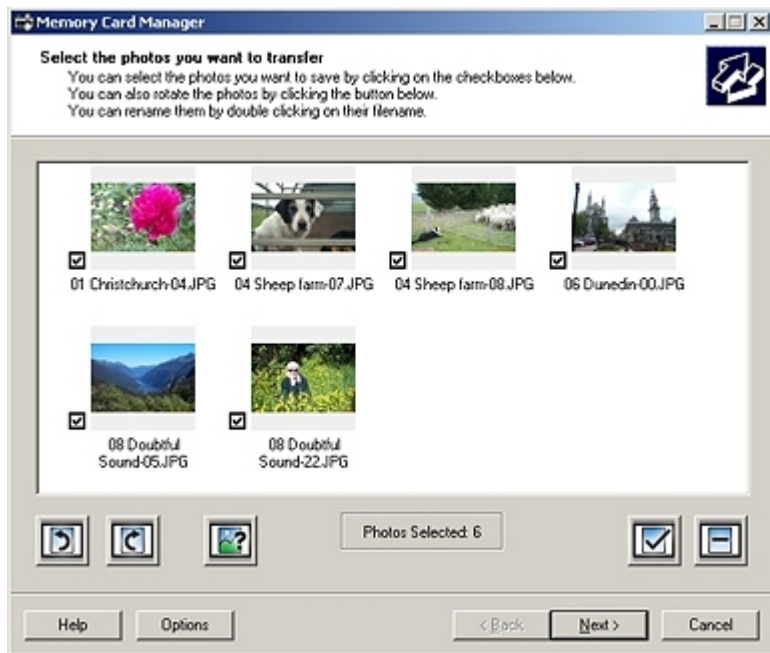 Memory Card Manager
Select the photos you want to transfer
You can select the photos you want to save by clicking on the checkboxes below.
You can also rotate the photos by clicking the button below.
You can rename them by double clicking on their filename.
01 Christchurch-04.JPG 04 Sheep farm-07.JPG 04 Sheep farm-08.JPG 06 Dunedin-00.JPG
08 Doubtful
Sound-05.JPG
08 Doubtful
Sound-22.JPG
Photos Selected: 6
Help Options < Back Next > Cancel